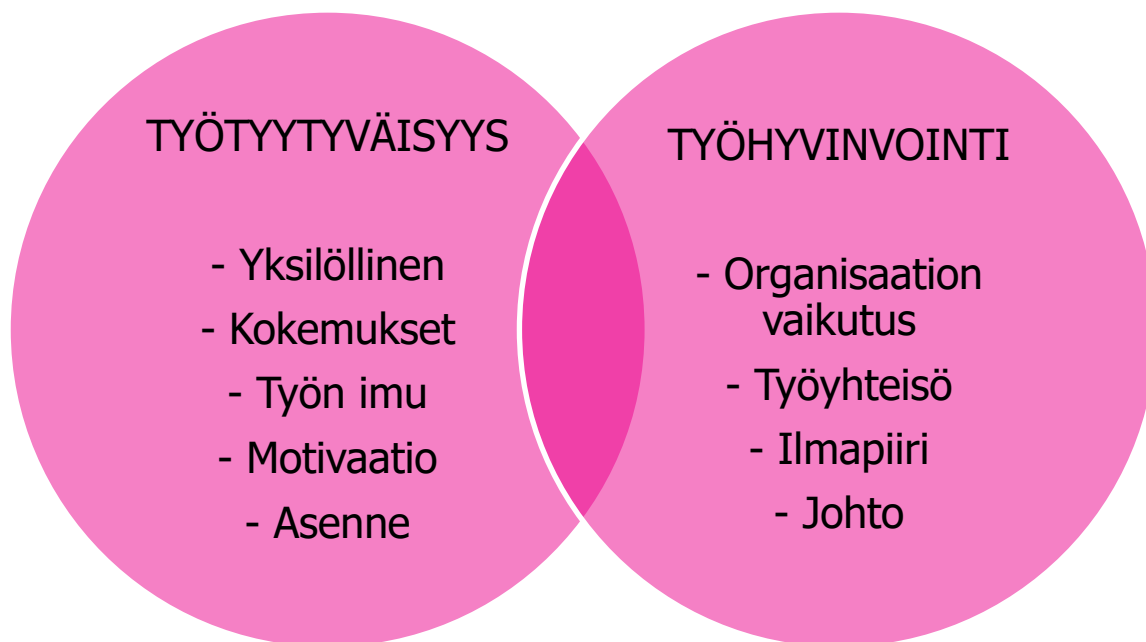 TYÖTYYTYVÄISYYS
- Yksilöllinen
- Kokemukset
- Työn imu
- Motivaatio
- Asenne
TYÖHYVINVOINTI
- Organisaation
vaikutus
- Työyhteisö
- Ilmapiiri
- Johto